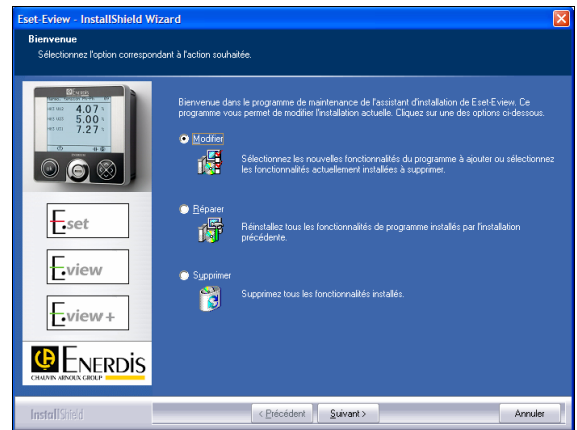 Eset-Eview - InstallShield Wizard
Bienvenue
Sélectionnez l'option correspondant à l'action souhaitée.
ENERDIS
4.07
5.00
7.27
E.set
E.view
E.view+
ENERDIS
CHAUVIN ARNOUX GROUP
Bienvenue dans le programme de maintenance de l'assistant d'installation de Eset-Eview. Ce
programme vous permet de modifier l'installation actuelle. Cliquez sur une des options ci-dessous.
Modifier
Sélectionnez les nouvelles fonctionnalités du programme à ajouter ou sélectionnez
les fonctionnalités actuellement installées à supprimer.
Réparer
Réinstallez tous les fonctionnalités de programme installés par l'installation
précédente.
Supprimer
Supprimez tous les fonctionnalités installés.
InstallShield
< Précédent
Suivant >
Annuler